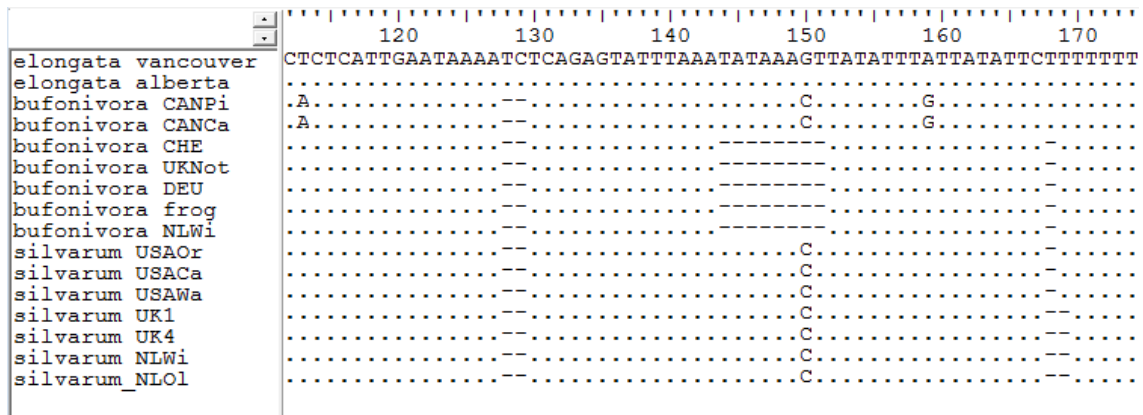 120 130 140 150 160 170
elongata vancouver CTCTCATTGAATAAAATCTCAGAGTATTTAAATATAAAGTTATATTTATTATATTCTTTTTTT
elongata alberta ...............................................................
bufonivora CANPi .A..............--....................C........G...............
bufonivora CANCa .A..............--....................C........G...............
bufonivora CHE ................--..............--------................-......
bufonivora UKNot ................--..............--------................-......
bufonivora DEU ................--..............--------................-......
bufonivora frog ................--..............--------................-......
bufonivora NLWi ................--..............--------................-......
silvarum USAOr ................--....................C.................-......
silvarum USACa ................--....................C.................-......
silvarum USAWa ................--....................C.................-......
silvarum UK1 ................--....................C.................--.....
silvarum UK4 ................--....................C.................--.....
silvarum NLWi ................--....................C.................--.....
silvarum_NLOl ................--....................C.................--.....